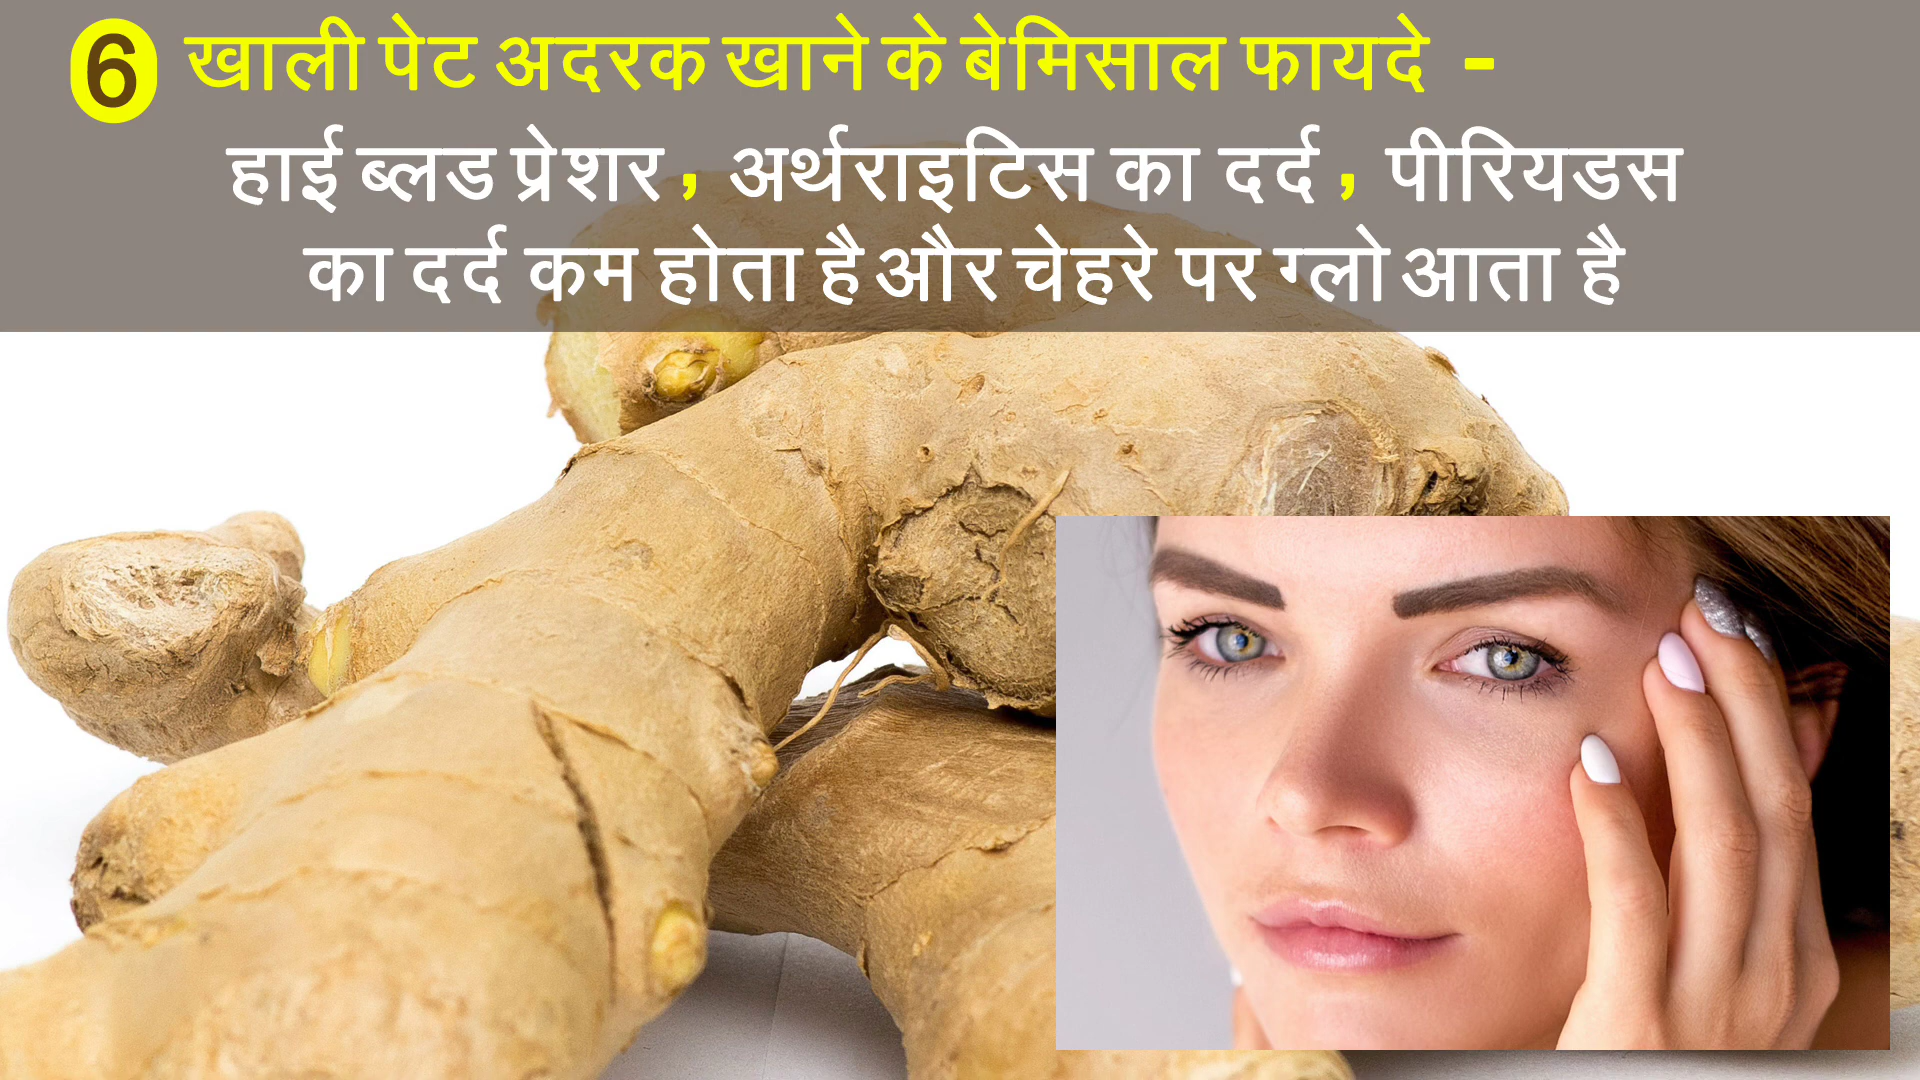 6 खाली पेट अदरक खाने के बेमिसाल फायदे -
हाई ब्लड प्रेशर , अर्थराइटिस का दर्द , पीरियडस
का दर्द कम होता है और चेहरे पर ग्लो आता है